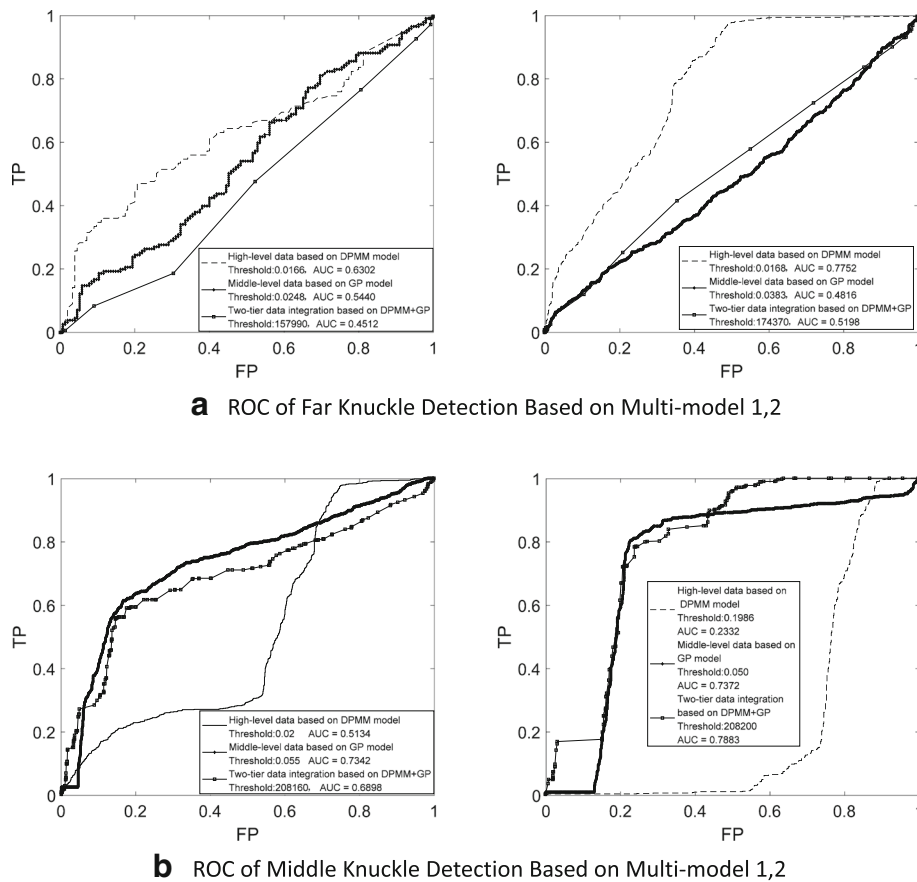 1
0.8
0.6
0.4
0.2
0
TP
0 0.2 0.4 0.6 0.8 1
FP
High-level data based on DPMM model
Threshold:0.0166, AUC = 0.6302
Middle-level data based on GP model
Threshold:0.0248, AUC = 0.5440
Two-tier data integration based on DPMM+GP
Threshold:157990, AUC = 0.4512
1
0.8
0.6
0.4
0.2
0
TP
0 0.2 0.4 0.6 0.8 1
FP
High-level data based on DPMM model
Threshold:0.0168, AUC = 0.7752
Middle-level data based on GP model
Threshold:0.0383, AUC = 0.4816
Two-tier data integration based on DPMM+GP
Threshold:174370, AUC = 0.5198
a ROC of Far Knuckle Detection Based on Multi-model 1,2
1
0.8
0.6
0.4
0.2
0
TP
0 0.2 0.4 0.6 0.8 1
FP
High-level data based on DPMM model
Threshold:0.02 AUC = 0.5134
Middle-level data based on GP model
Threshold:0.055 AUC = 0.7342
Two-tier data integration based on DPMM+GP
Threshold:208160, AUC = 0.6898
1
0.8
0.6
0.4
0.2
0
TP
0 0.2 0.4 0.6 0.8 1
FP
High-level data based on
DPMM model
Threshold:0.1986
AUC = 0.2332
Middle-level data based on
GP model
Threshold:0.050
AUC = 0.7372
Two-tier data integration
based on DPMM+GP
Threshold:208200
AUC = 0.7883
b ROC of Middle Knuckle Detection Based on Multi-model 1,2